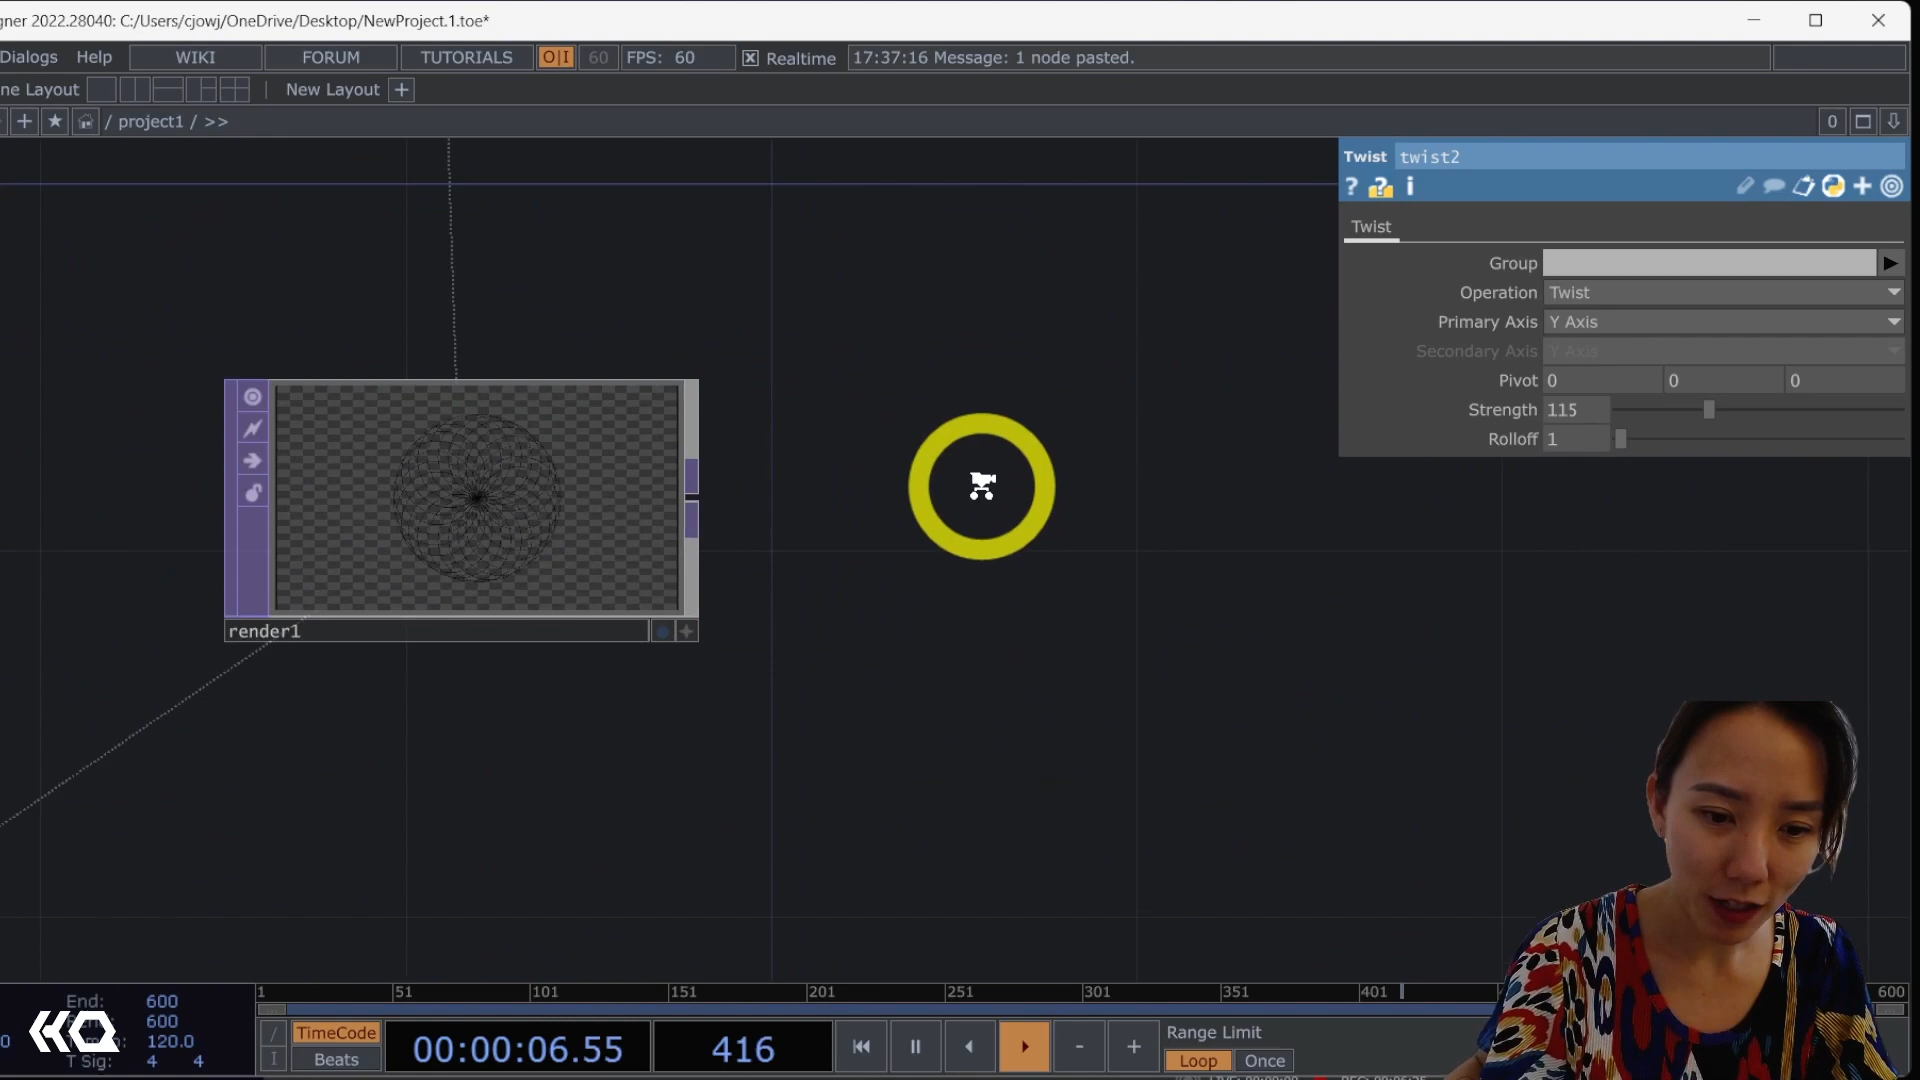 gner 2022.28040: C:/Users/cjowj/OneDrive/Desktop/NewProject.1.toe*
Dialogs Help WIKI FORUM TUTORIALS O|I 60 FPS: 60 Realtime 17:37:16 Message: 1 node pasted.
ne Layout New Layout +
+ / project1 / >> 0
Twist twist2
? ? i
Twist
Group
Operation Twist
Primary Axis Y Axis
Secondary Axis Y Axis
Pivot 0 0 0
Strength 115
Rolloff 1
render1
1 51 101 151 201 251 301 351 401 600
End: 600
600
120.0
T Sig: 4 4
HQ
/ TimeCode
I Beats
00:00:06.55
416
- +
Range Limit
Loop Once